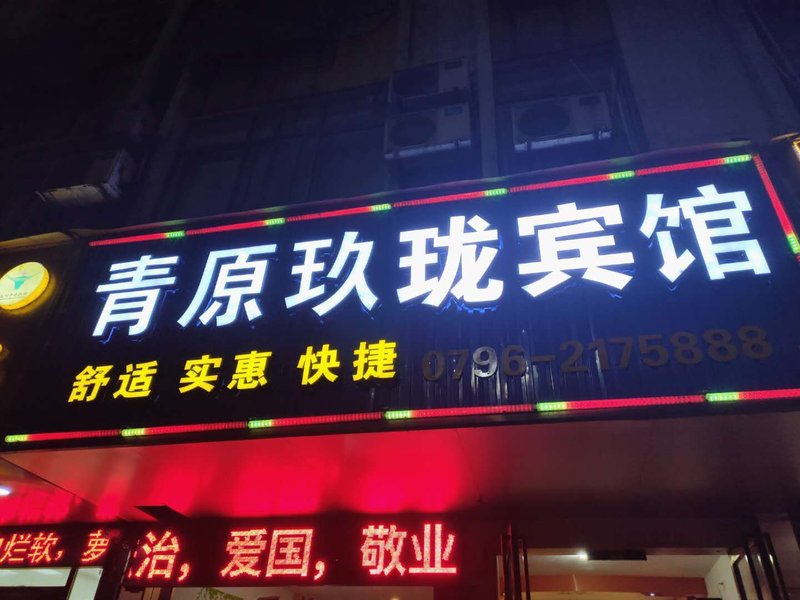 青原玖珑宾馆
舒适 实惠 快捷 0796-2175888
烂软，萝
治，爱国，敬业